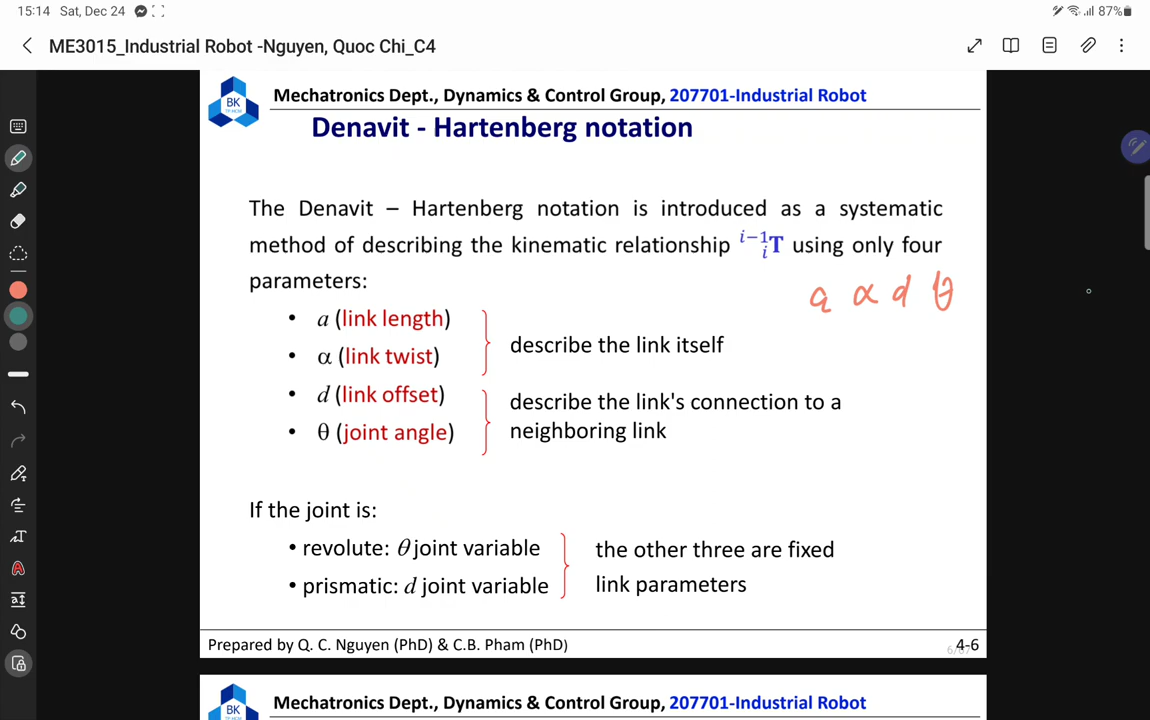 15:14 Sat, Dec 24 87%
ME3015_Industrial Robot -Nguyen, Quoc Chi_C4
BK
TP.HCM
Mechatronics Dept., Dynamics & Control Group, 207701-Industrial Robot
Denavit - Hartenberg notation
The Denavit – Hartenberg notation is introduced as a systematic
method of describing the kinematic relationship i−1iT using only four
parameters:
a α d θ
• a (link length)
• α (link twist)
describe the link itself
• d (link offset)
• θ (joint angle)
describe the link's connection to a
neighboring link
If the joint is:
• revolute: θ joint variable
• prismatic: d joint variable
the other three are fixed
link parameters
Prepared by Q. C. Nguyen (PhD) & C.B. Pham (PhD) 4-6
Mechatronics Dept., Dynamics & Control Group, 207701-Industrial Robot
BK